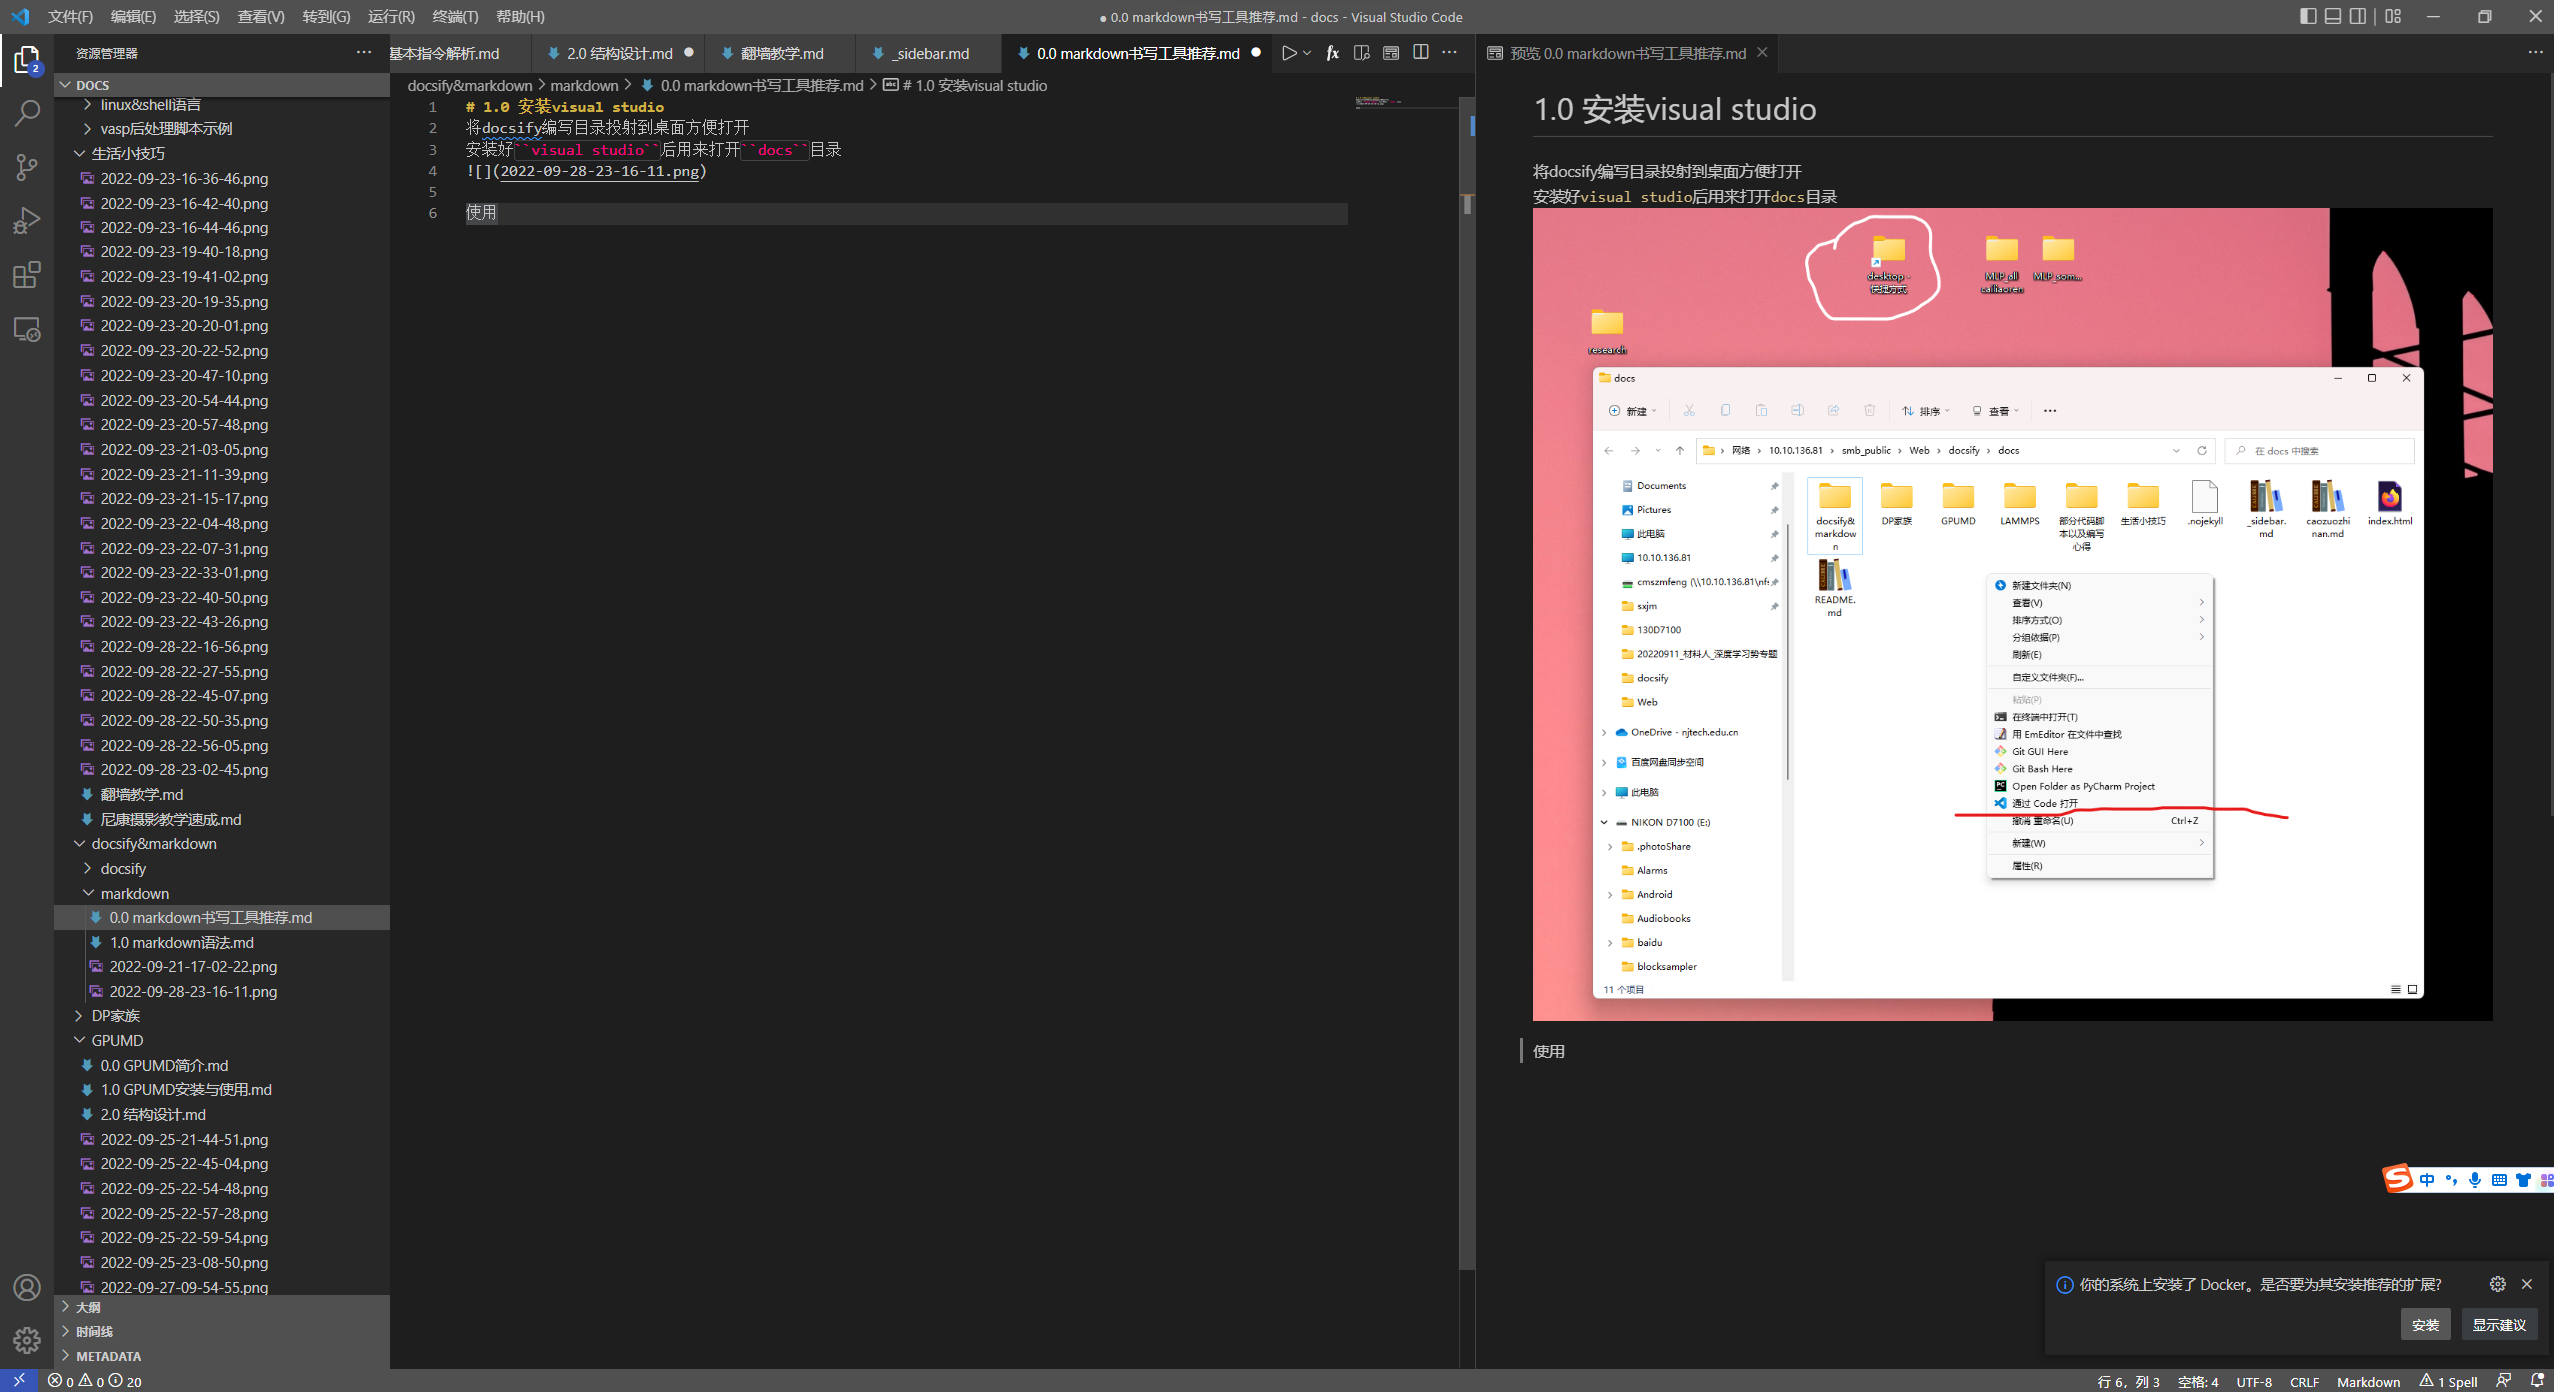 文件(F) 编辑(E) 选择(S) 查看(V) 转到(G) 运行(R) 终端(T) 帮助(H)
● 0.0 markdown书写工具推荐.md - docs - Visual Studio Code
资源管理器
基本指令解析.md
2.0 结构设计.md
翻墙教学.md
_sidebar.md
0.0 markdown书写工具推荐.md
预览 0.0 markdown书写工具推荐.md
2
DOCS
linux&shell语言
vasp后处理脚本示例
生活小技巧
2022-09-23-16-36-46.png
2022-09-23-16-42-40.png
2022-09-23-16-44-46.png
2022-09-23-19-40-18.png
2022-09-23-19-41-02.png
2022-09-23-20-19-35.png
2022-09-23-20-20-01.png
2022-09-23-20-22-52.png
2022-09-23-20-47-10.png
2022-09-23-20-54-44.png
2022-09-23-20-57-48.png
2022-09-23-21-03-05.png
2022-09-23-21-11-39.png
2022-09-23-21-15-17.png
2022-09-23-22-04-48.png
2022-09-23-22-07-31.png
2022-09-23-22-33-01.png
2022-09-23-22-40-50.png
2022-09-23-22-43-26.png
2022-09-28-22-16-56.png
2022-09-28-22-27-55.png
2022-09-28-22-45-07.png
2022-09-28-22-50-35.png
2022-09-28-22-56-05.png
2022-09-28-23-02-45.png
翻墙教学.md
尼康摄影教学速成.md
docsify&markdown
docsify
markdown
0.0 markdown书写工具推荐.md
1.0 markdown语法.md
2022-09-21-17-02-22.png
2022-09-28-23-16-11.png
DP家族
GPUMD
0.0 GPUMD简介.md
1.0 GPUMD安装与使用.md
2.0 结构设计.md
2022-09-25-21-44-51.png
2022-09-25-22-45-04.png
2022-09-25-22-54-48.png
2022-09-25-22-57-28.png
2022-09-25-22-59-54.png
2022-09-25-23-08-50.png
2022-09-27-09-54-55.png
大纲
时间线
METADATA
docsify&markdown > markdown > 0.0 markdown书写工具推荐.md > # 1.0 安装visual studio
1 # 1.0 安装visual studio
2 将docsify编写目录投射到桌面方便打开
3 安装好``visual studio``后用来打开``docs``目录
4 ![](2022-09-28-23-16-11.png)
5
6 使用
1.0 安装visual studio
将docsify编写目录投射到桌面方便打开
安装好visual studio后用来打开docs目录
desktop -
快捷方式
MLP_all
cailiaoren
MLP_som...
research
docs
新建
排序
查看
网络 > 10.10.136.81 > smb_public > Web > docsify > docs
在 docs 中搜索
Documents
Pictures
此电脑
10.10.136.81
cmszmfeng (\\10.10.136.81\nfs
sxjm
130D7100
20220911_材料人_深度学习势专题
docsify
Web
OneDrive - njtech.edu.cn
百度网盘同步空间
此电脑
NIKON D7100 (E:)
.photoShare
Alarms
Android
Audiobooks
baidu
blocksampler
11 个项目
docsify&
markdow
n
DP家族
GPUMD
LAMMPS
部分代码脚
本以及编写
心得
生活小技巧
.nojekyll
_sidebar.
md
caozuozhi
nan.md
index.html
README.
md
新建文件夹(N)
查看(V)
排序方式(O)
分组依据(P)
刷新(E)
自定义文件夹(F)...
粘贴(P)
在终端中打开(T)
用 EmEditor 在文件中查找
Git GUI Here
Git Bash Here
Open Folder as PyCharm Project
通过 Code 打开
撤消 重命名(U) Ctrl+Z
新建(W)
属性(R)
使用
中
你的系统上安装了 Docker。是否要为其安装推荐的扩展?
安装
显示建议
0 0 20
行 6，列 3 空格: 4 UTF-8 CRLF Markdown 1 Spell